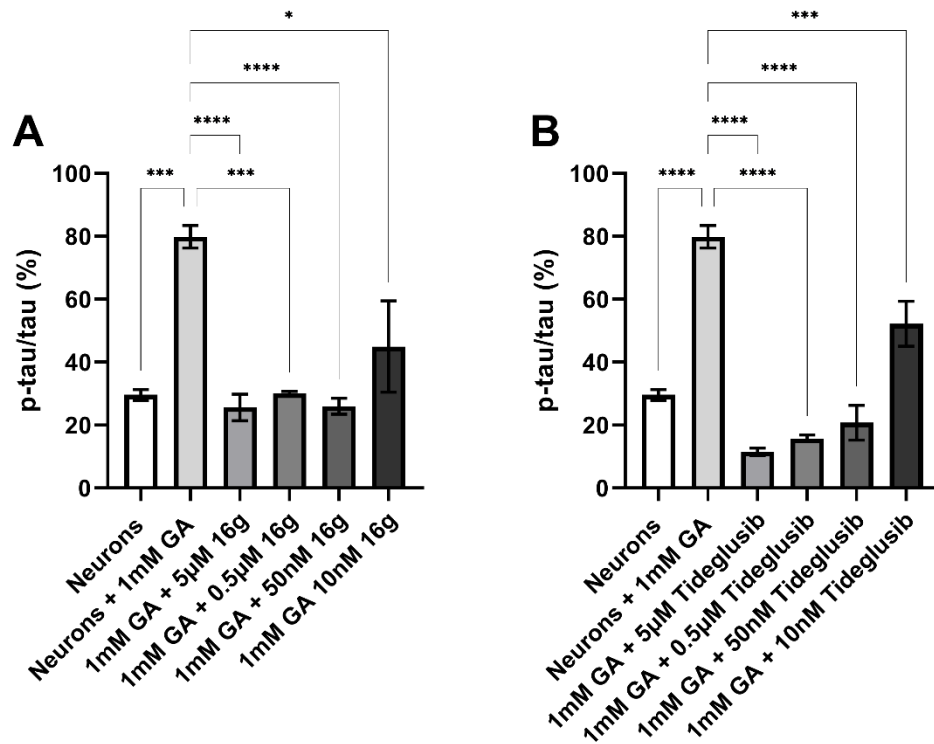 A
*
****
****
***
***
p-tau/tau (%)
100
80
60
40
20
0
Neurons
Neurons + 1mM GA
1mM GA + 5µM 16g
1mM GA + 0.5µM 16g
1mM GA + 50nM 16g
1mM GA 10nM 16g
B
***
****
****
****
****
p-tau/tau (%)
100
80
60
40
20
0
Neurons
Neurons + 1mM GA
1mM GA + 5µM Tideglusib
1mM GA + 0.5µM Tideglusib
1mM GA + 50nM Tideglusib
1mM GA + 10nM Tideglusib